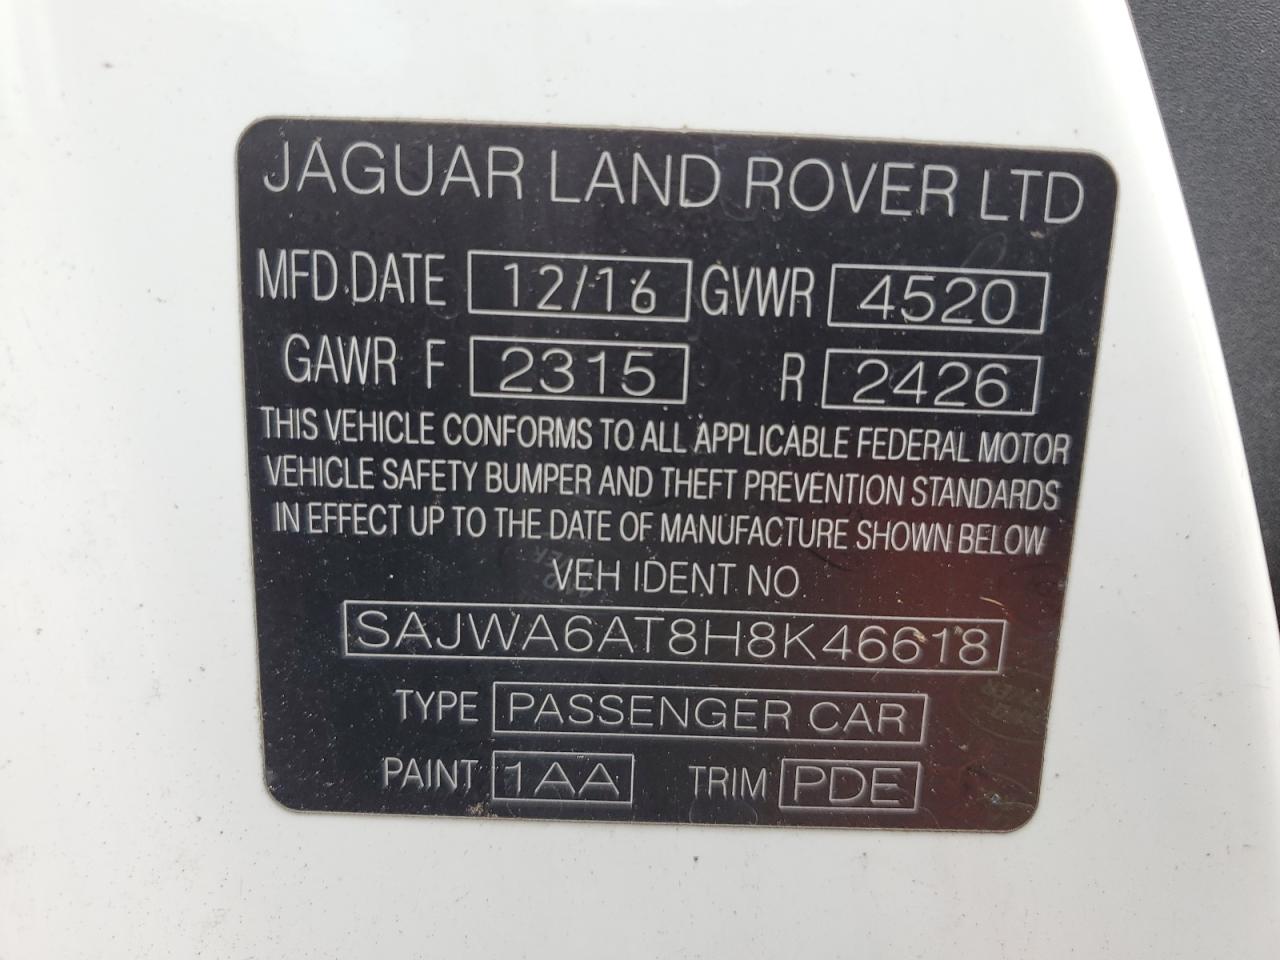 JAGUAR LAND ROVER LTD
MFD.DATE 12/16 GVWR 4520
GAWR F 2315 R 2426
THIS VEHICLE CONFORMS TO ALL APPLICABLE FEDERAL MOTOR
VEHICLE SAFETY BUMPER AND THEFT PREVENTION STANDARDS
IN EFFECT UP TO THE DATE OF MANUFACTURE SHOWN BELOW
VEH IDENT NO.
SAJWA6AT8H8K46618
TYPE PASSENGER CAR
PAINT 1AA TRIM PDE